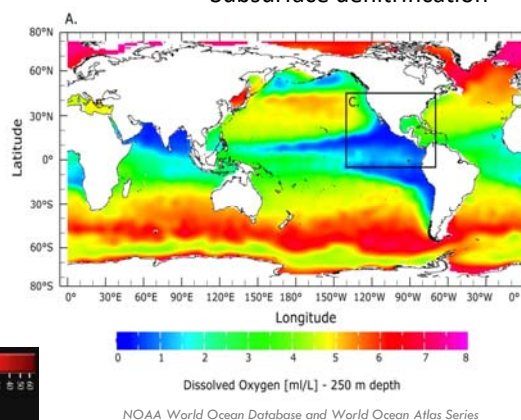 Subsurface denitrification
A.
80°N
60°N
30°N
0°
30°S
60°S
80°S
Latitude
C.
0° 30°E 60°E 90°E 120°E 150°E 180° 150°W 120°W 90°W 60°W 30°W 0°
Longitude
0 1 2 3 4 5 6 7 8
Dissolved Oxygen [ml/L] - 250 m depth
NOAA World Ocean Database and World Ocean Atlas Series